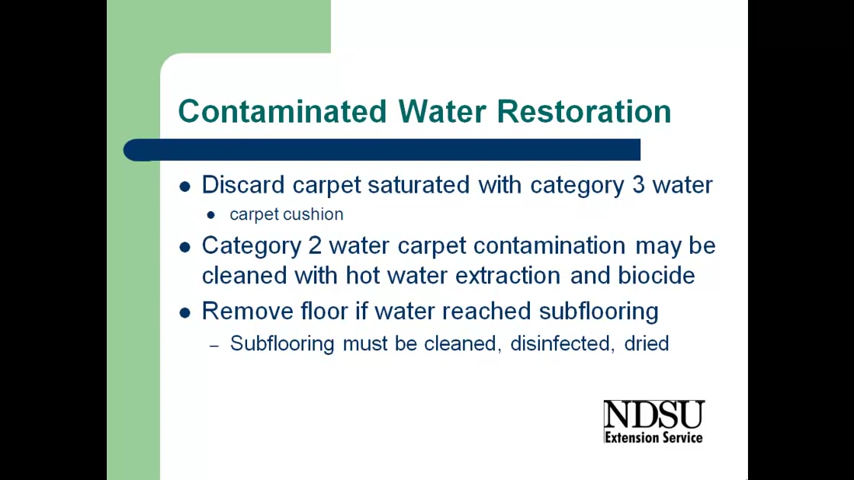 Contaminated Water Restoration
● Discard carpet saturated with category 3 water
● carpet cushion
● Category 2 water carpet contamination may be
cleaned with hot water extraction and biocide
● Remove floor if water reached subflooring
– Subflooring must be cleaned, disinfected, dried
NDSU
Extension Service